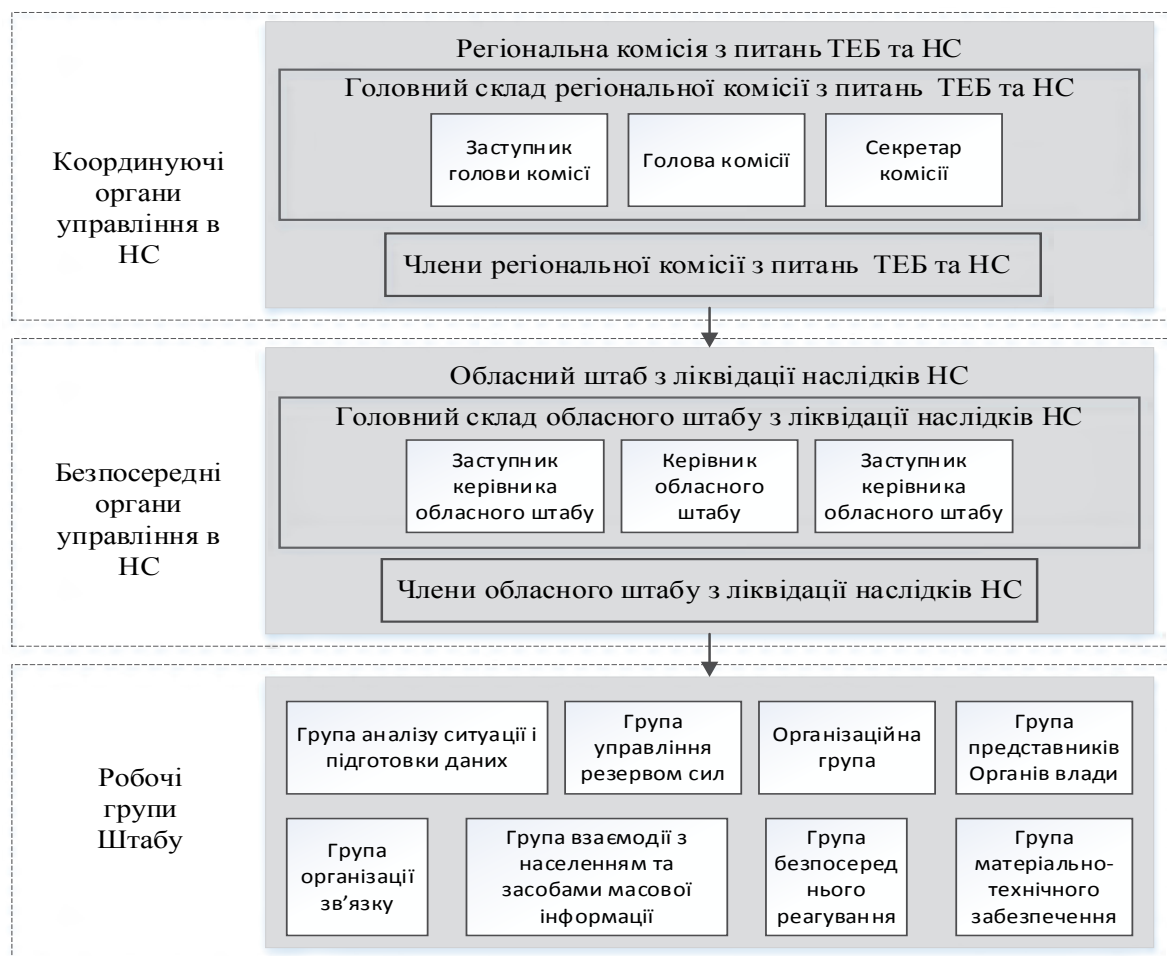 Регіональна комісія з питань ТЕБ та НС
Головний склад регіональної комісії з питань ТЕБ та НС
Координуючі
органи
управління в
НС
Заступник
голови комісї
Голова комісії
Секретар
комісії
Члени регіональної комісії з питань ТЕБ та НС
Обласний штаб з ліквідації наслідків НС
Головний склад обласного штабу з ліквідації наслідків НС
Безпосередні
органи
управління в
НС
Заступник
керівника
обласного штабу
Керівник
обласного
штабу
Заступник
керівника
обласного штабу
Члени обласного штабу з ліквідації наслідків НС
Робочі
групи
Штабу
Група аналізу ситуації і
підготовки даних
Група
управління
резервом сил
Організаційна
група
Група
представників
Органів влади
Група
організації
зв’язку
Група взаємодії з
населенням та
засобами масової
інформації
Група
безпосеред
нього
реагування
Група
матеріально-
технічного
забезпечення